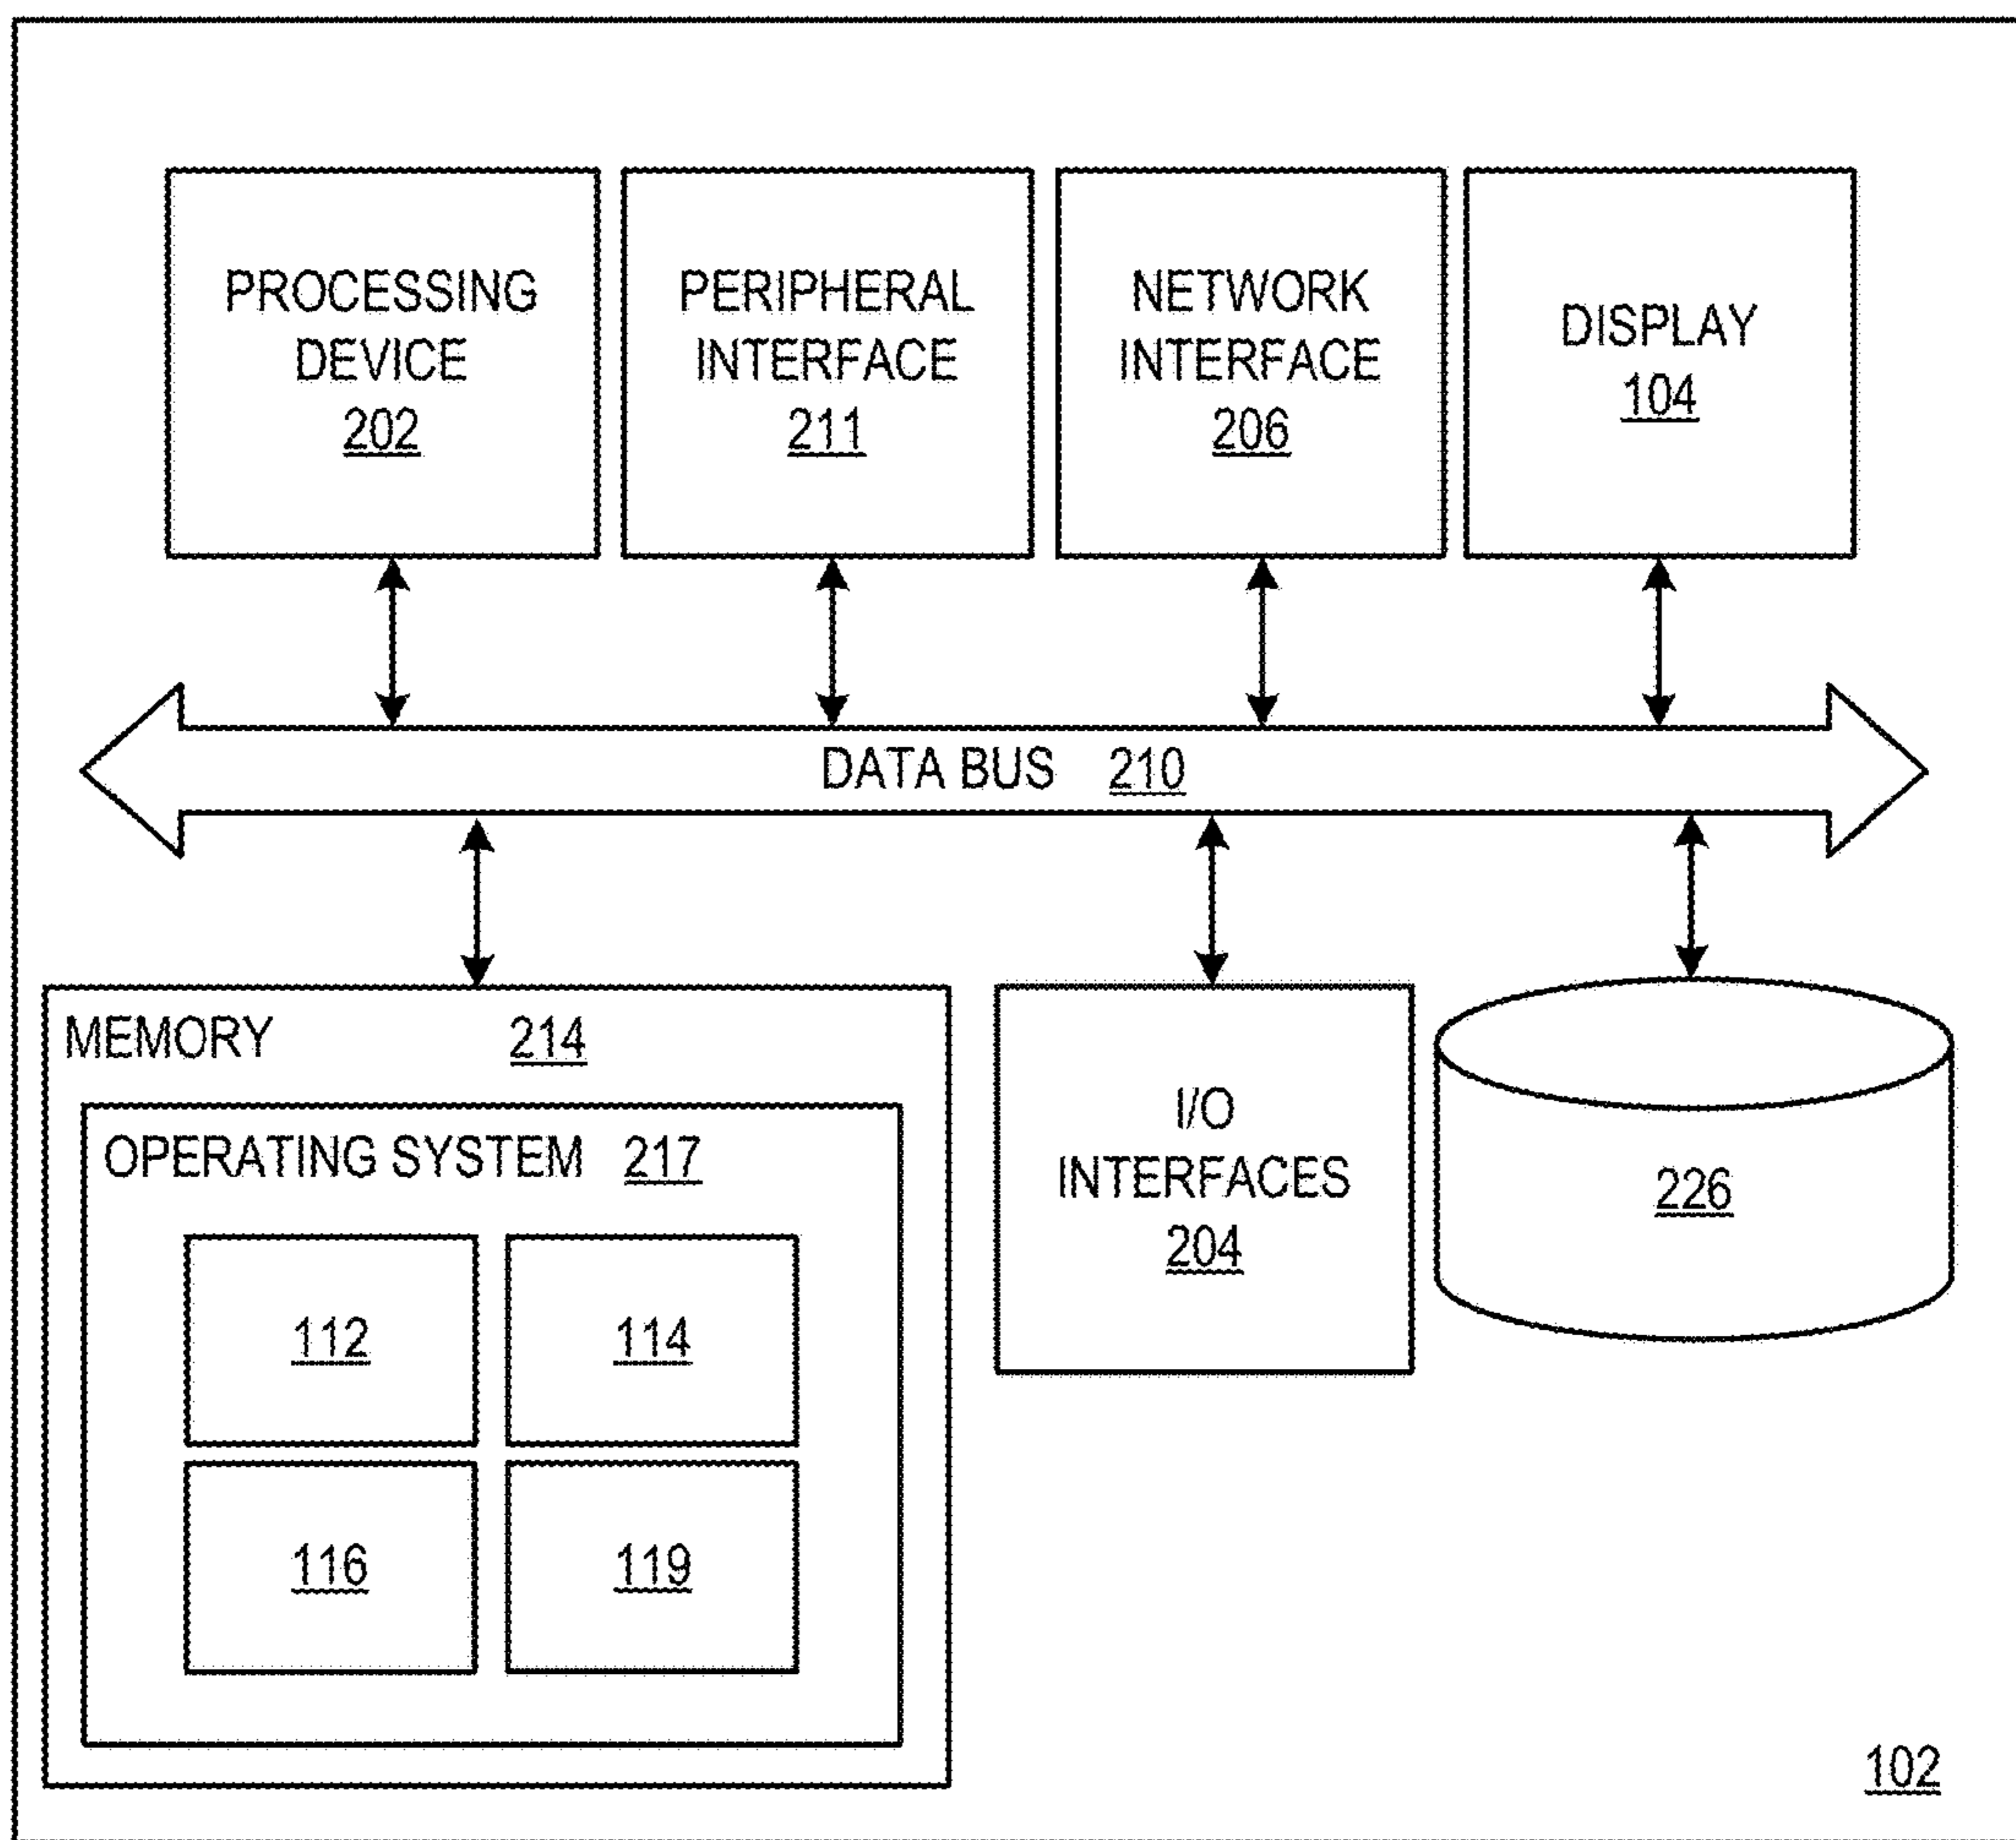 PROCESSING
DEVICE
202
PERIPHERAL
INTERFACE
211
NETWORK
INTERFACE
206
DISPLAY
104
DATA BUS 210
MEMORY 214
OPERATING SYSTEM 217
112
114
116
119
I/O
INTERFACES
204
226
102